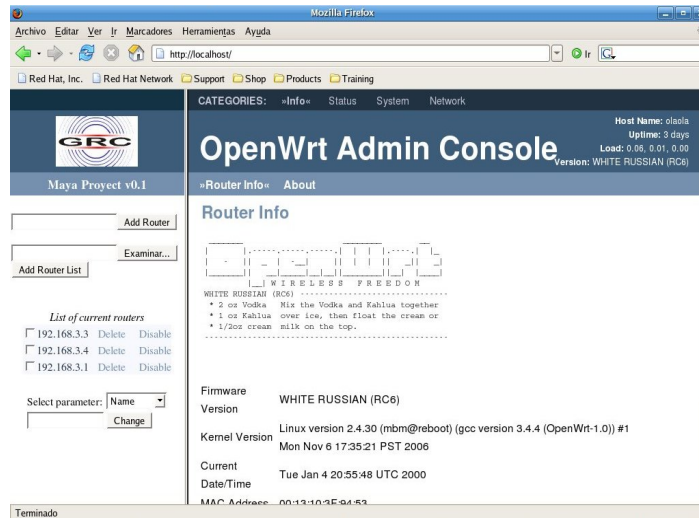 Mozilla Firefox
Archivo Editar Ver Ir Marcadores Herramientas Ayuda
http://localhost/
Ir
G
Red Hat, Inc. Red Hat Network Support Shop Products Training
GRC
Maya Proyect v0.1
Add Router
Examinar...
Add Router List
List of current routers
192.168.3.3 Delete Disable
192.168.3.4 Delete Disable
192.168.3.1 Delete Disable
Select parameter: Name
Change
CATEGORIES: »Info« Status System Network
OpenWrt Admin Console
Host Name: olaola
Uptime: 3 days
Load: 0.06, 0.01, 0.00
Version: WHITE RUSSIAN (RC6)
»Router Info« About
Router Info
W I R E L E S S   F R E E D O M
WHITE RUSSIAN (RC6) -------------------------------
* 2 oz Vodka   Mix the Vodka and Kahlua together
* 1 oz Kahlua  over ice, then float the cream or
* 1/2oz cream  milk on the top.
Firmware Version WHITE RUSSIAN (RC6)
Kernel Version Linux version 2.4.30 (mbm@reboot) (gcc version 3.4.4 (OpenWrt-1.0)) #1
Mon Nov 6 17:35:21 PST 2006
Current Date/Time Tue Jan 4 20:55:48 UTC 2000
MAC Address 00:13:10:3F:94:53
Terminado